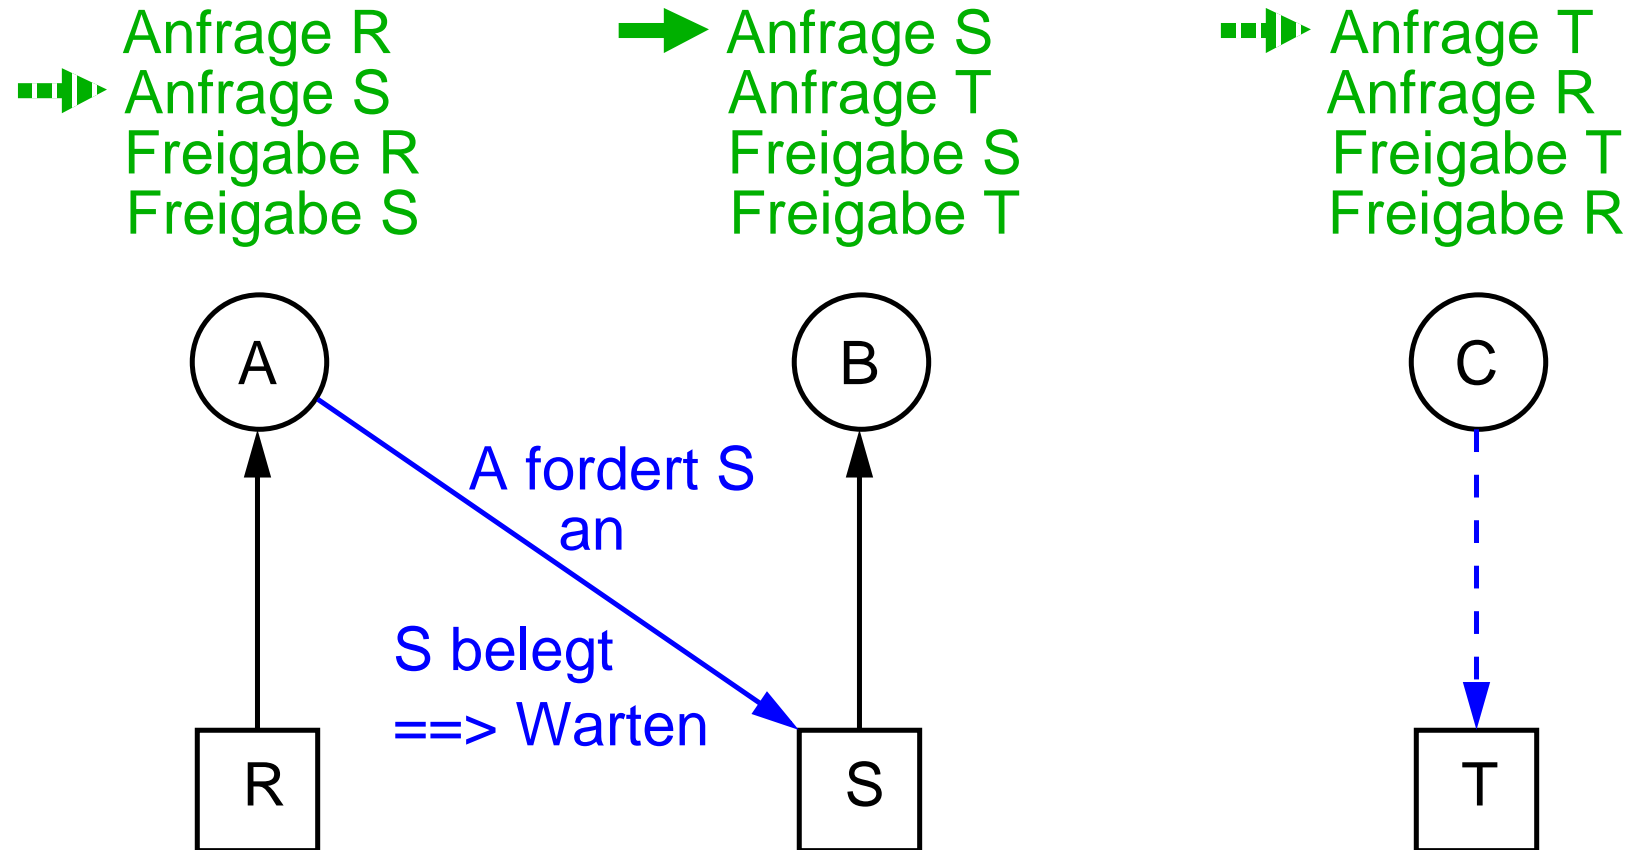 Anfrage R
Anfrage S
Freigabe R
Freigabe S
Anfrage S
Anfrage T
Freigabe S
Freigabe T
Anfrage T
Anfrage R
Freigabe T
Freigabe R
A
B
C
A fordert S
an
S belegt
==> Warten
R
S
T